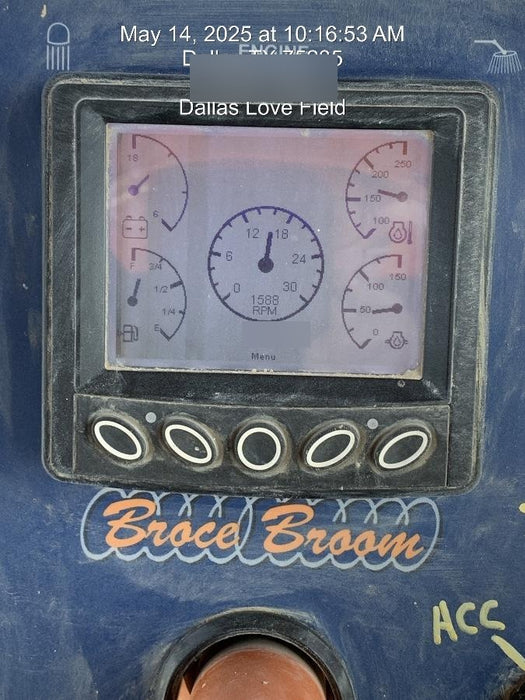 May 14, 2025 at 10:16:53 AM
ENGINE
Dallas Love Field
18
6
250
200
150
100
12
18
6
24
0
30
1588
RPM
F
3/4
1/2
1/4
E
150
100
50
0
Menu
Broce Broom
ACC